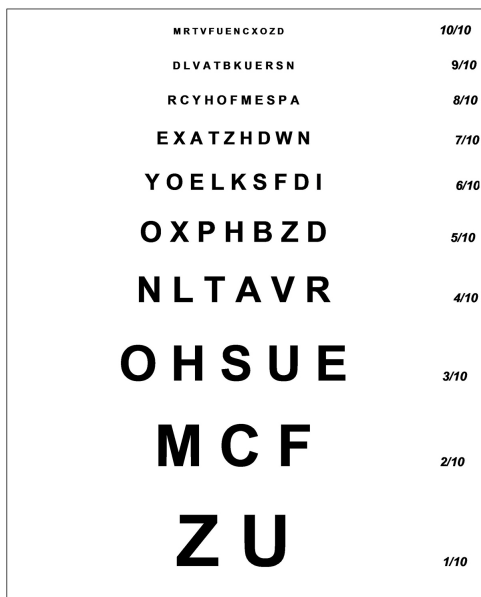 MRTVFUENCXOZD 10/10
DLVATBKUERSN 9/10
RCYHOFMESPA 8/10
EXATZHDWN 7/10
YOELKSFDI 6/10
OXPHBZD 5/10
NLTAVR 4/10
OHSUE 3/10
MCF 2/10
ZU 1/10